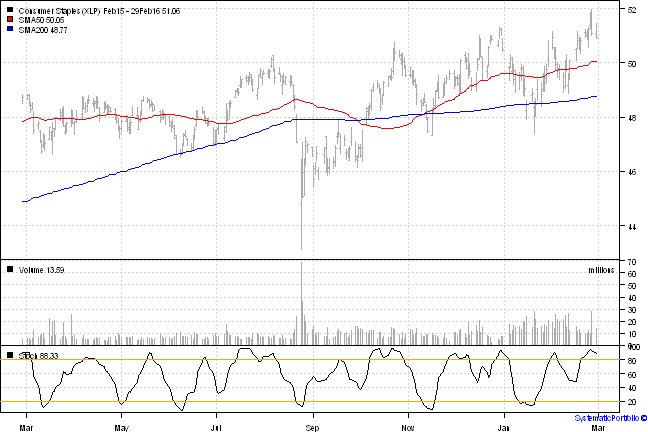 Consumer Staples (XLP) Feb15 - 29Feb16 51.06
SMA50 50.05
SMA200 48.77
52
50
48
46
44
Volume 13.59
millions
70
60
50
40
30
20
10
0
Stoch 88.33
100
80
60
40
20
Mar May Jul Sep Nov Jan Mar
SystematicPortfolio ©